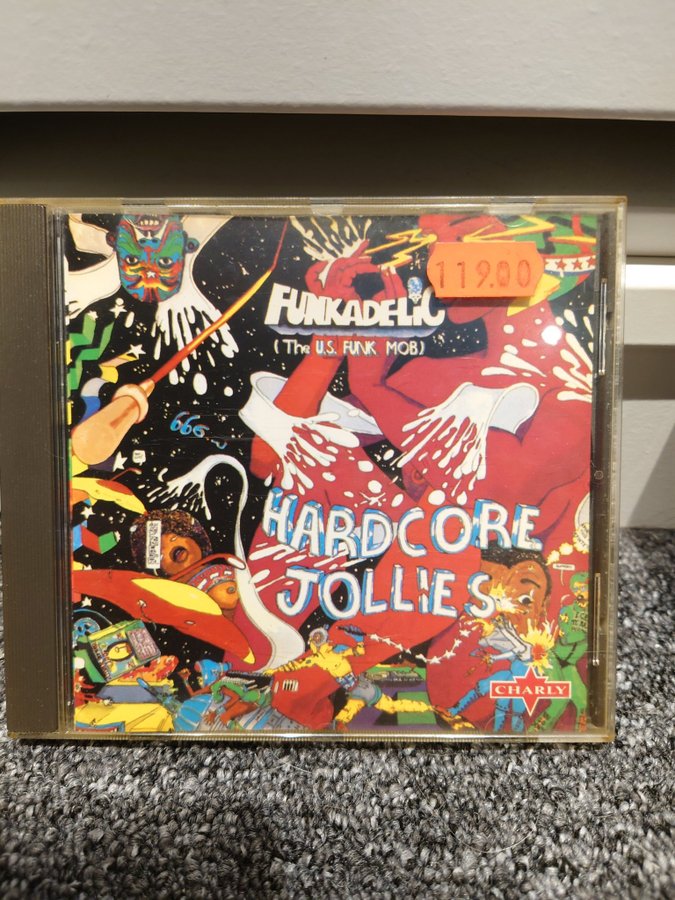 119.00
FUNKADELIC
(The U.S. FUNK MOB)
666
HARDCORE
JOLLIES
CHARLY